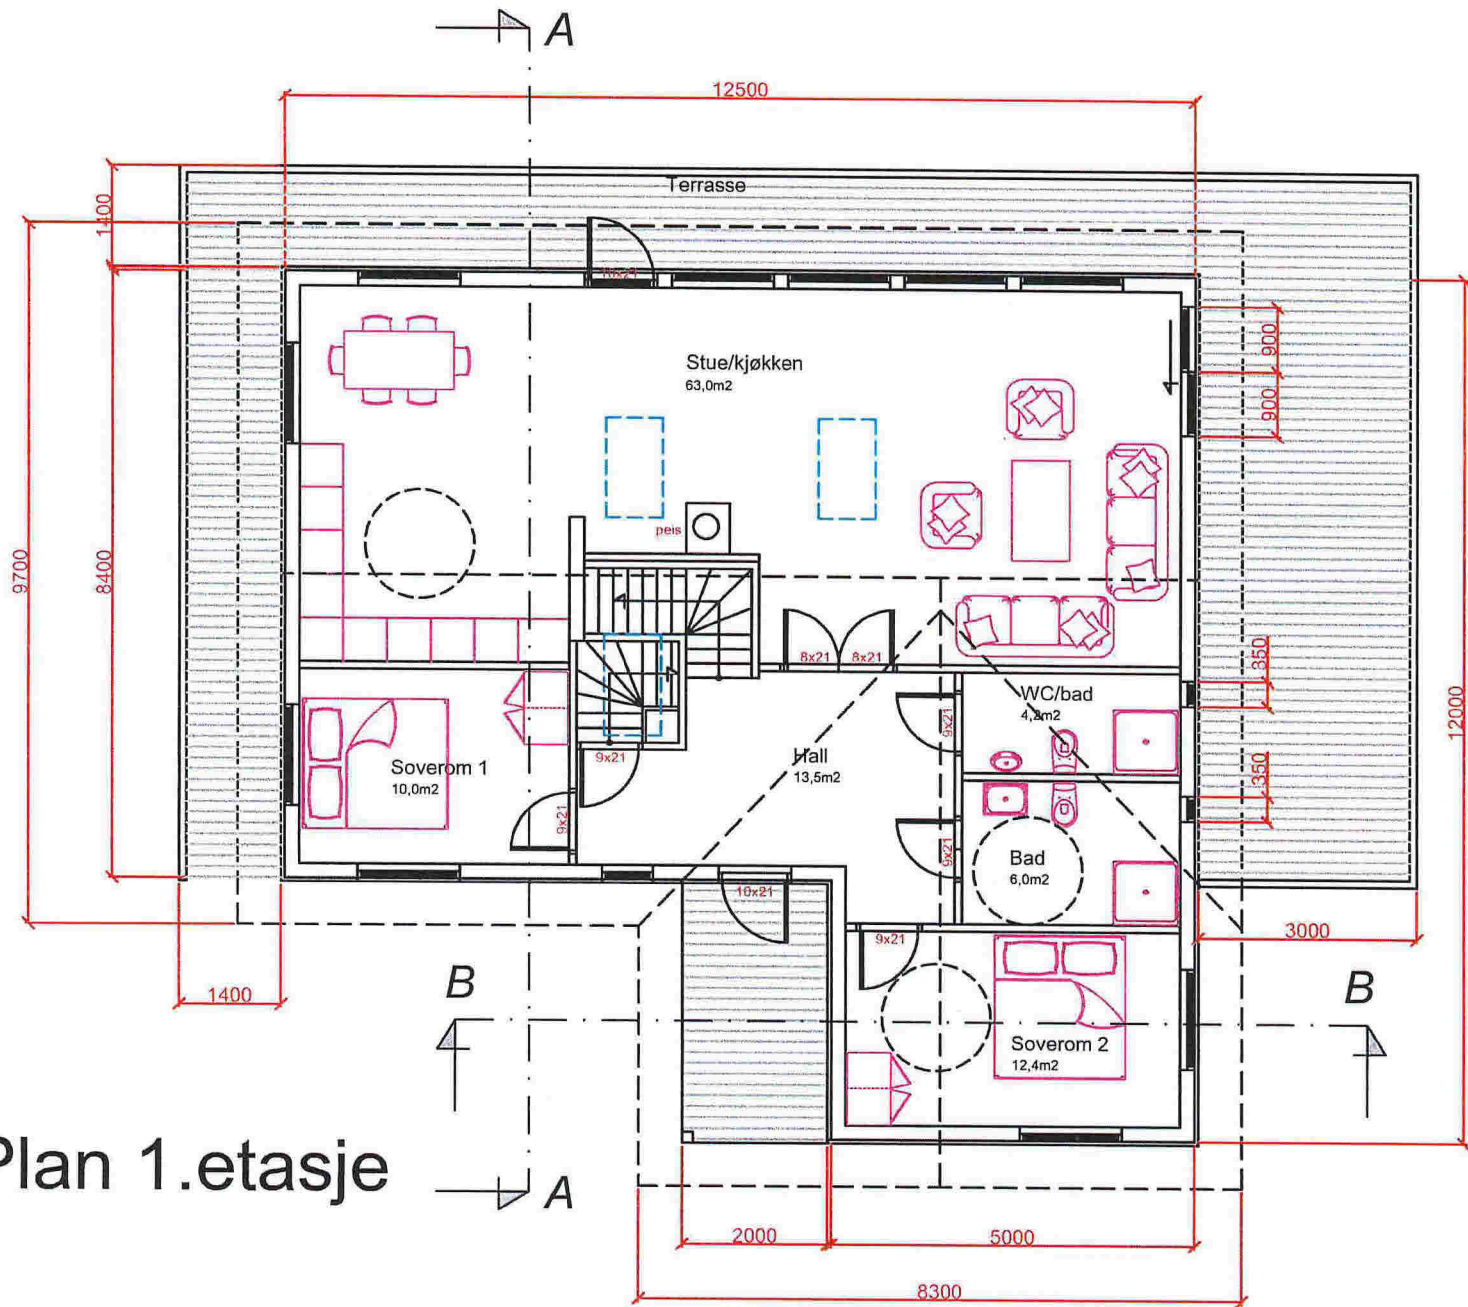 A
12500
Terrasse
1400
10x21
Stue/kjøkken
63,0m2
900
900
peis
9700
8400
8x21
8x21
350
WC/bad
4,2m2
9x21
12000
Hall
13,5m2
9x21
Soverom 1
10,0m2
350
9x21
9x21
Bad
6,0m2
10x21
9x21
3000
1400
B
B
Soverom 2
12,4m2
Plan 1.etasje
A
2000
5000
8300